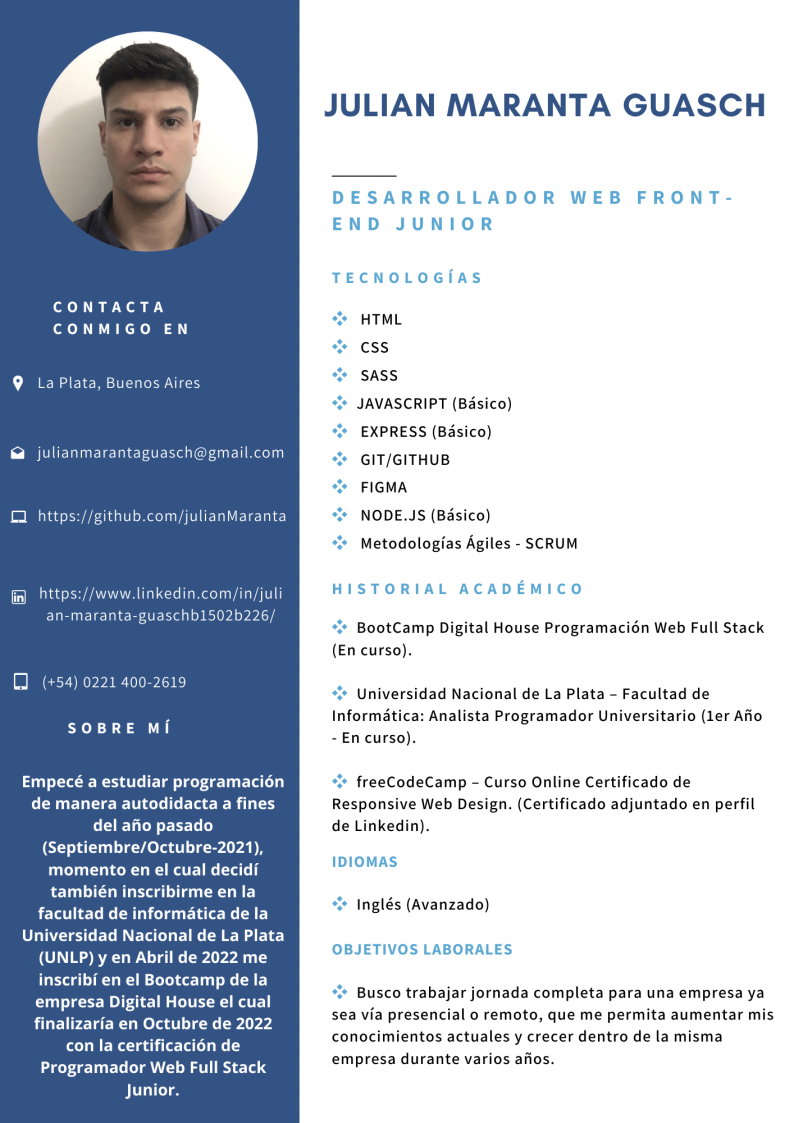 JULIAN MARANTA GUASCH
DESARROLLADOR WEB FRONT-
END JUNIOR
CONTACTA
CONMIGO EN
La Plata, Buenos Aires
julianmarantaguasch@gmail.com
https://github.com/julianMaranta
https://www.linkedin.com/in/juli
an-maranta-guaschb1502b226/
(+54) 0221 400-2619
SOBRE MÍ
Empecé a estudiar programación
de manera autodidacta a fines
del año pasado
(Septiembre/Octubre-2021),
momento en el cual decidí
también inscribirme en la
facultad de informática de la
Universidad Nacional de La Plata
(UNLP) y en Abril de 2022 me
inscribí en el Bootcamp de la
empresa Digital House el cual
finalizaría en Octubre de 2022
con la certificación de
Programador Web Full Stack
Junior.
TECNOLOGÍAS
HTML
CSS
SASS
JAVASCRIPT (Básico)
EXPRESS (Básico)
GIT/GITHUB
FIGMA
NODE.JS (Básico)
Metodologías Ágiles - SCRUM
HISTORIAL ACADÉMICO
BootCamp Digital House Programación Web Full Stack
(En curso).
Universidad Nacional de La Plata – Facultad de
Informática: Analista Programador Universitario (1er Año
- En curso).
freeCodeCamp – Curso Online Certificado de
Responsive Web Design. (Certificado adjuntado en perfil
de Linkedin).
IDIOMAS
Inglés (Avanzado)
OBJETIVOS LABORALES
Busco trabajar jornada completa para una empresa ya
sea vía presencial o remoto, que me permita aumentar mis
conocimientos actuales y crecer dentro de la misma
empresa durante varios años.